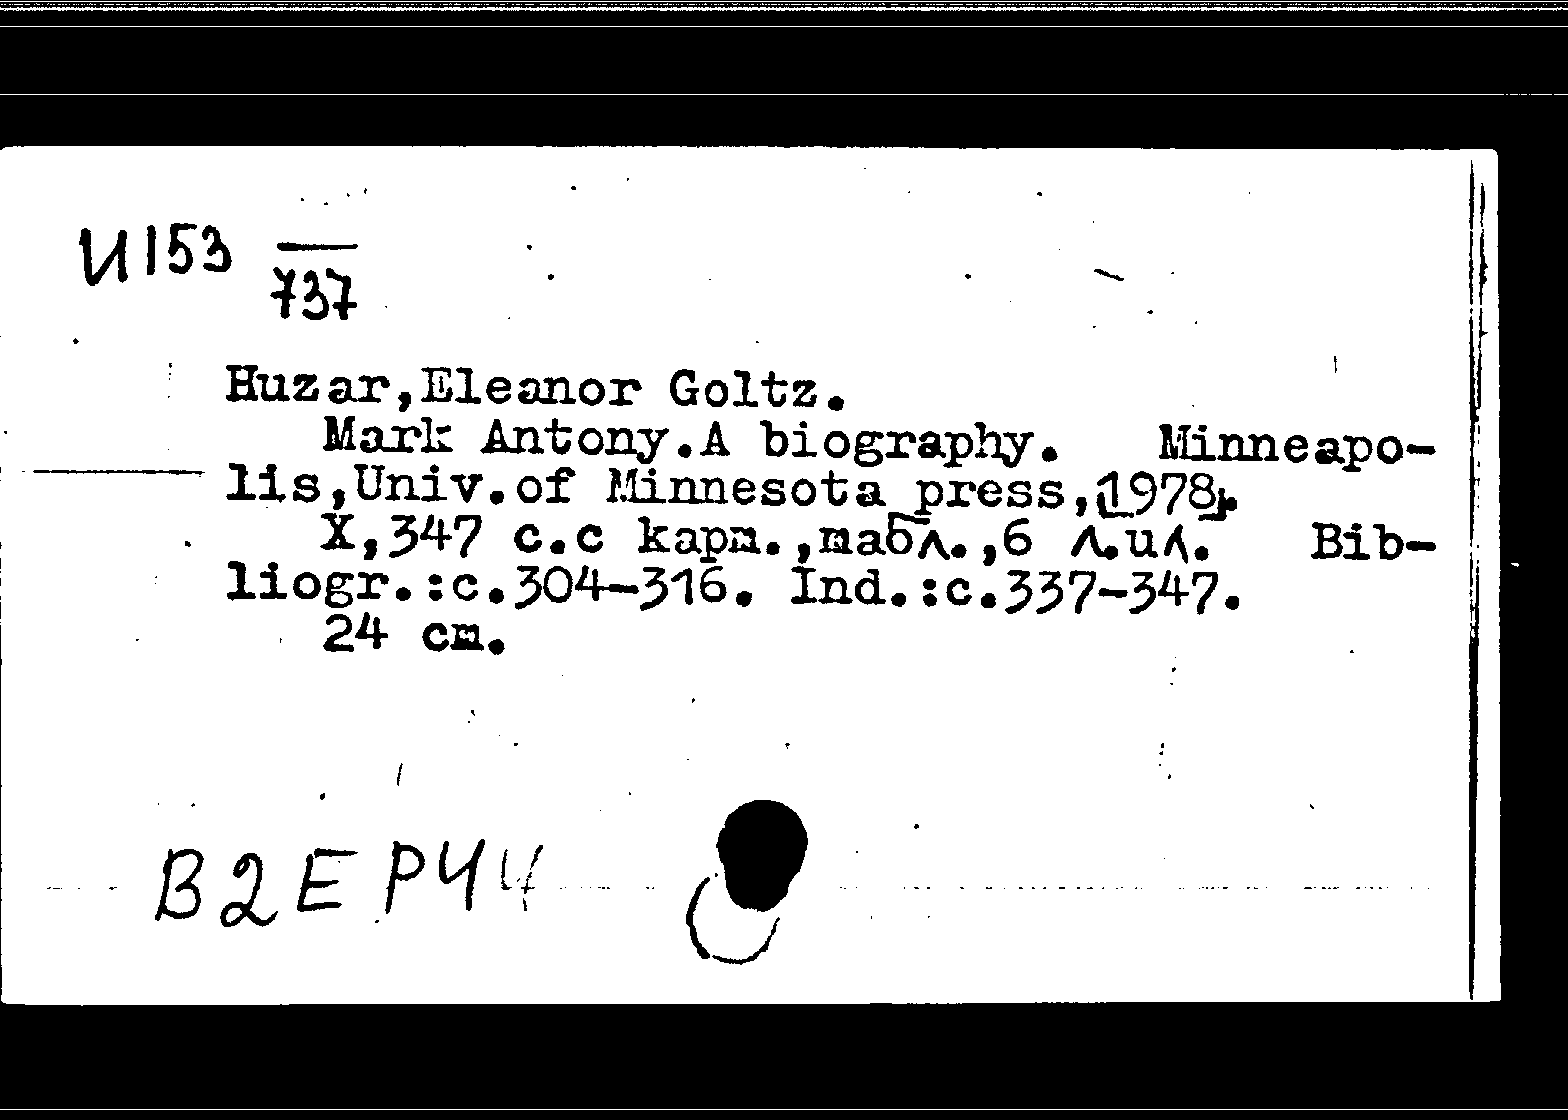 И153
737
Huzar,Eleanor Goltz.
Mark Antony.A biography. Minneapo-
lis,Univ.of Minnesota press,[1978].
X,347 с.с карт.,табл.,6 л.ил. Bib-
liogr.:c.304-316. Ind.:c.337-347.
24 cm.
B2EP44